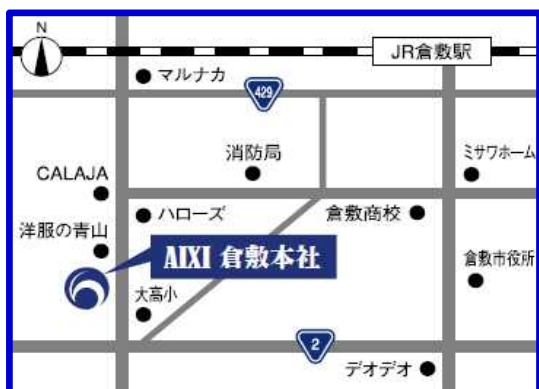 N
JR倉敷駅
マルナカ
429
消防局
ミサワホーム
CALAJA
ハローズ
倉敷商校
洋服の青山
AIXI 倉敷本社
倉敷市役所
大高小
2
デオデオ